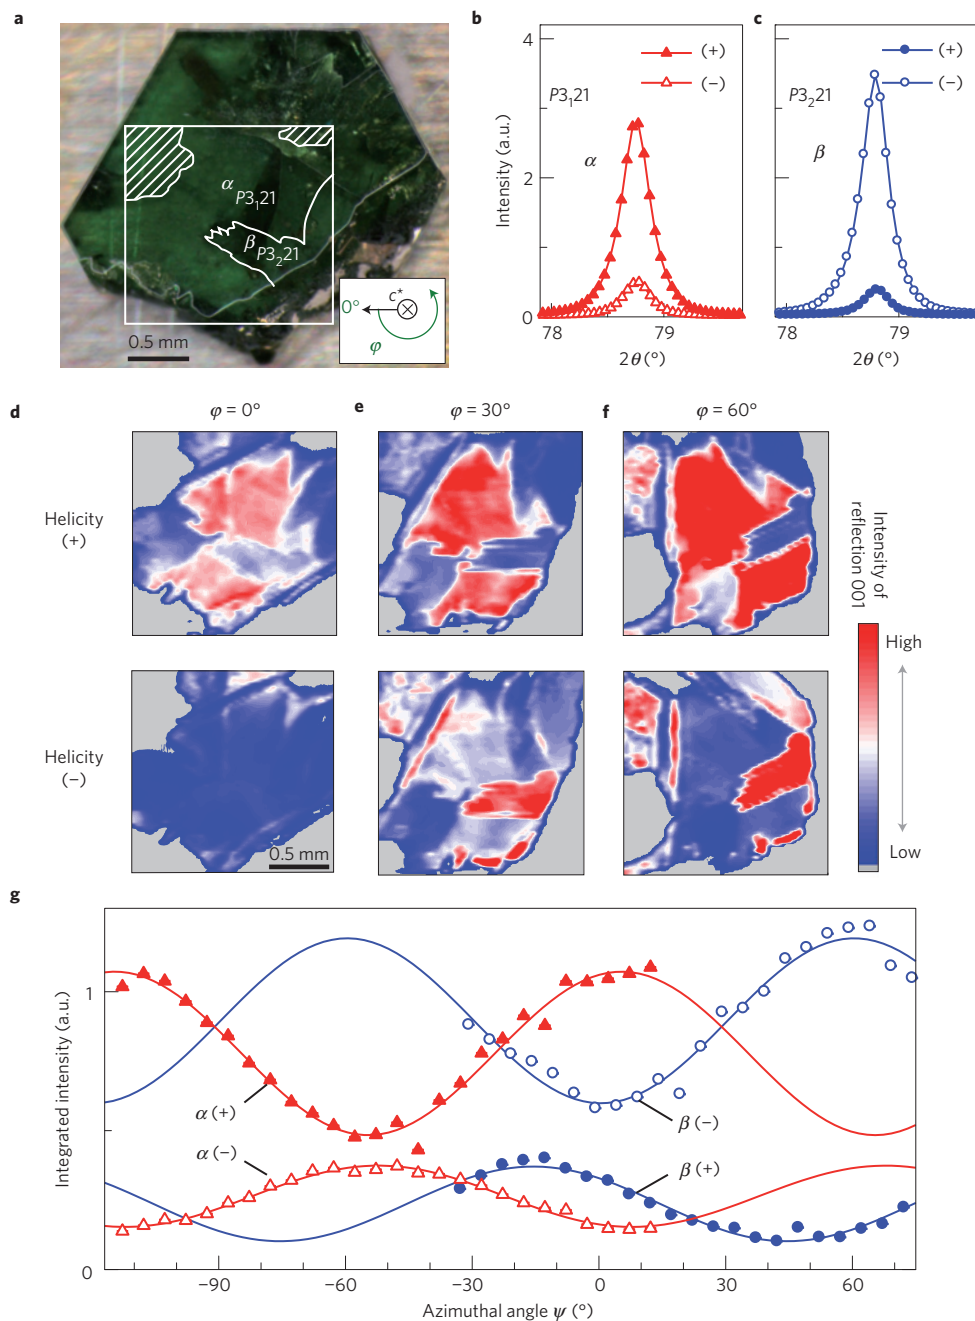 a
α
P3₁21
β
P3₂21
0.5 mm
0°
c*
φ
b
4
(+)
(−)
P3₁21
α
Intensity (a.u.)
2
0
78
79
2θ (°)
c
(+)
(−)
P3₂21
β
78
79
2θ (°)
d
φ = 0°
e
φ = 30°
f
φ = 60°
Helicity
(+)
Helicity
(−)
0.5 mm
Intensity of
reflection 001
High
Low
g
Integrated intensity (a.u.)
1
0
α (+)
α (−)
β (−)
β (+)
−90
−60
−30
0
30
60
Azimuthal angle ψ (°)